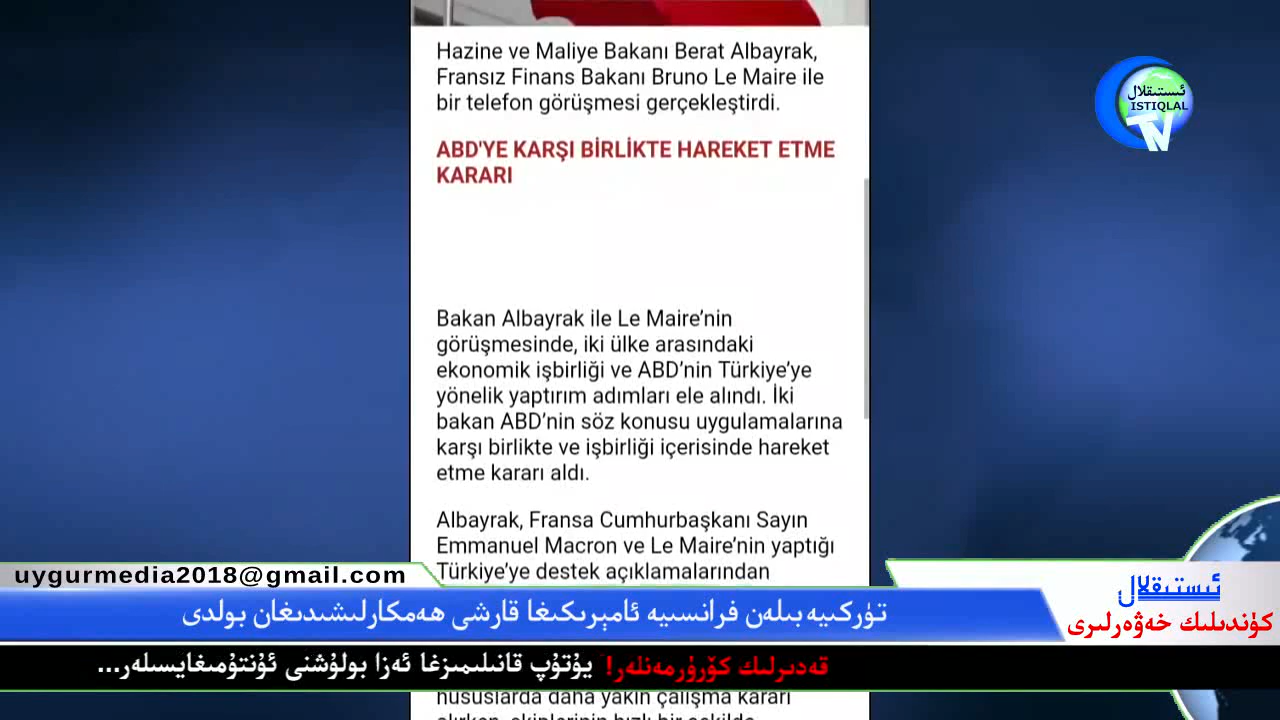 Hazine ve Maliye Bakanı Berat Albayrak,
Fransız Finans Bakanı Bruno Le Maire ile
bir telefon görüşmesi gerçekleştirdi.
ABD'YE KARŞI BİRLİKTE HAREKET ETME
KARARI
Bakan Albayrak ile Le Maire’nin
görüşmesinde, iki ülke arasındaki
ekonomik işbirliği ve ABD’nin Türkiye’ye
yönelik yaptırım adımları ele alındı. İki
bakan ABD’nin söz konusu uygulamalarına
karşı birlikte ve işbirliği içerisinde hareket
etme kararı aldı.
Albayrak, Fransa Cumhurbaşkanı Sayın
Emmanuel Macron ve Le Maire’nin yaptığı
Türkiye’ye destek açıklamalarından
hususlarda daha yakın çalışma kararı
ئىستىقلال
ISTIQLAL
TV
uygurmedia2018@gmail.com
تۈركىيە بىلەن فرانسىيە ئامېرىكىغا قارشى ھەمكارلىشىدىغان بولدى
ئىستىقلال
كۈندىلىك خەۋەرلىرى
قەدىرلىك كۆرۈرمەنلەر! يۇتۇپ قانىلىمىزغا ئەزا بولۇشنى ئۇنتۇمىغايسىلەر...